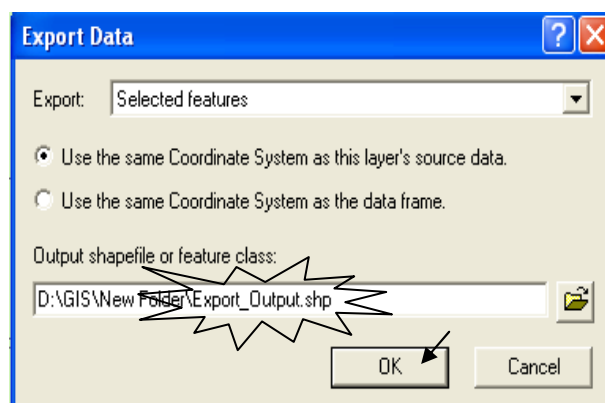 Export Data
Export: Selected features
Use the same Coordinate System as this layer's source data.
Use the same Coordinate System as the data frame.
Output shapefile or feature class:
D:\GIS\New Folder\Export_Output.shp
OK Cancel